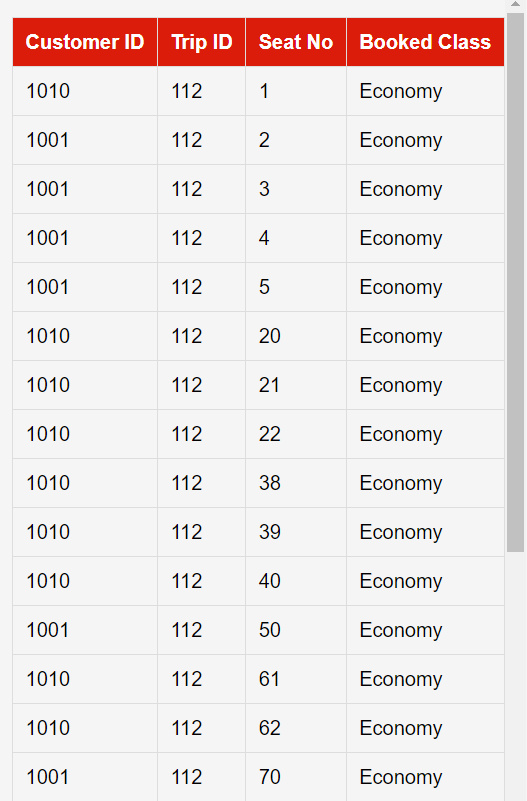 Customer ID Trip ID Seat No Booked Class
1010 112 1 Economy
1001 112 2 Economy
1001 112 3 Economy
1001 112 4 Economy
1001 112 5 Economy
1010 112 20 Economy
1010 112 21 Economy
1010 112 22 Economy
1010 112 38 Economy
1010 112 39 Economy
1010 112 40 Economy
1001 112 50 Economy
1010 112 61 Economy
1010 112 62 Economy
1001 112 70 Economy